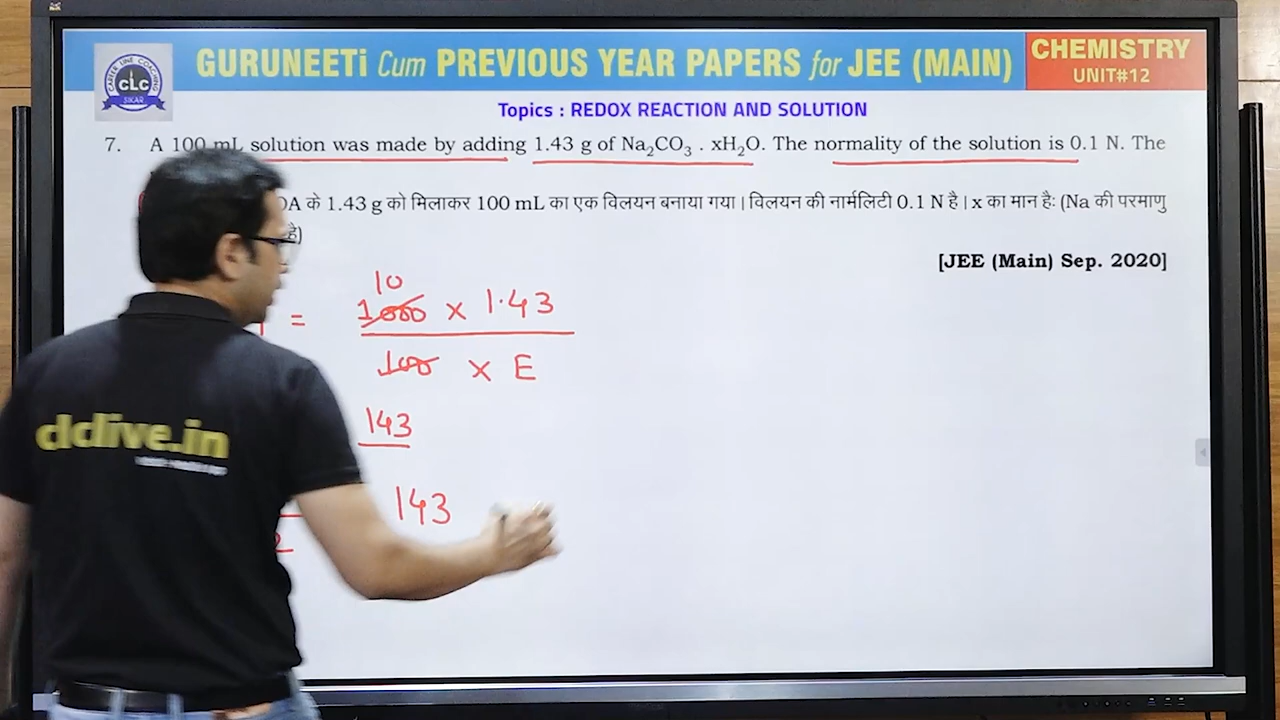 GURUNEETi Cum PREVIOUS YEAR PAPERS for JEE (MAIN)
CHEMISTRY
UNIT#12
CLC
SIKAR
Topics : REDOX REACTION AND SOLUTION
7. A 100 mL solution was made by adding 1.43 g of Na₂CO₃ . xH₂O. The normality of the solution is 0.1 N. The
के 1.43 g को मिलाकर 100 mL का एक विलयन बनाया गया। विलयन की नार्मलिटी 0.1 N है। x का मान है: (Na की परमाणु
है)
[JEE (Main) Sep. 2020]
10
= 1000 × 1.43
100 × E
143
143
2
dclive.in